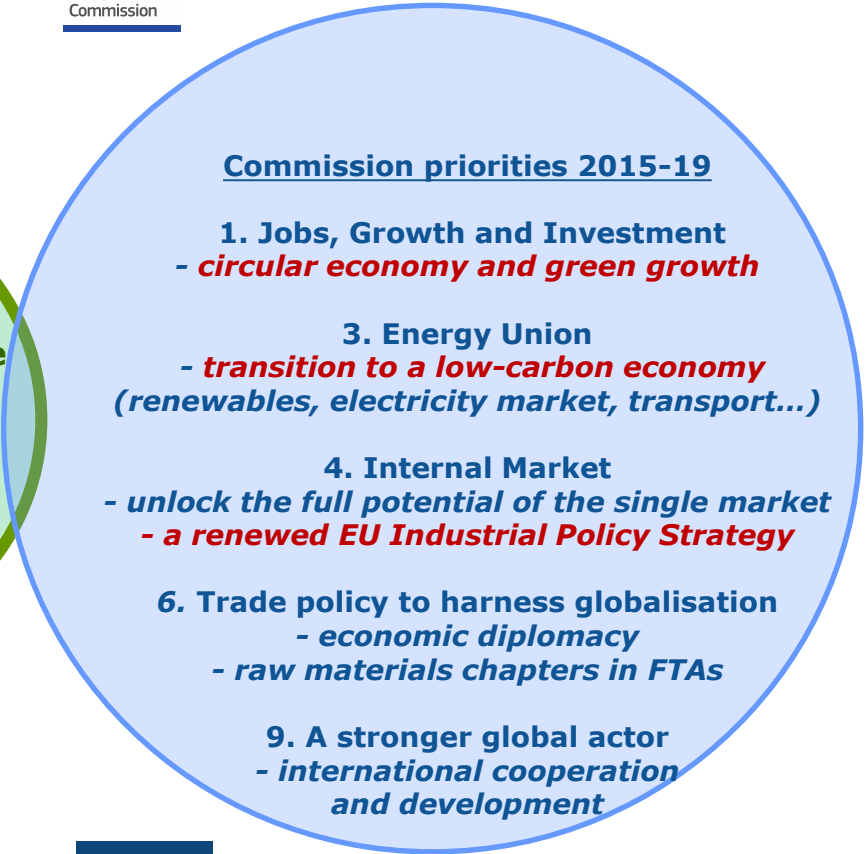 Commission
Commission priorities 2015-19
1. Jobs, Growth and Investment
- circular economy and green growth
3. Energy Union
- transition to a low-carbon economy
(renewables, electricity market, transport...)
4. Internal Market
- unlock the full potential of the single market
- a renewed EU Industrial Policy Strategy
6. Trade policy to harness globalisation
- economic diplomacy
- raw materials chapters in FTAs
9. A stronger global actor
- international cooperation
and development